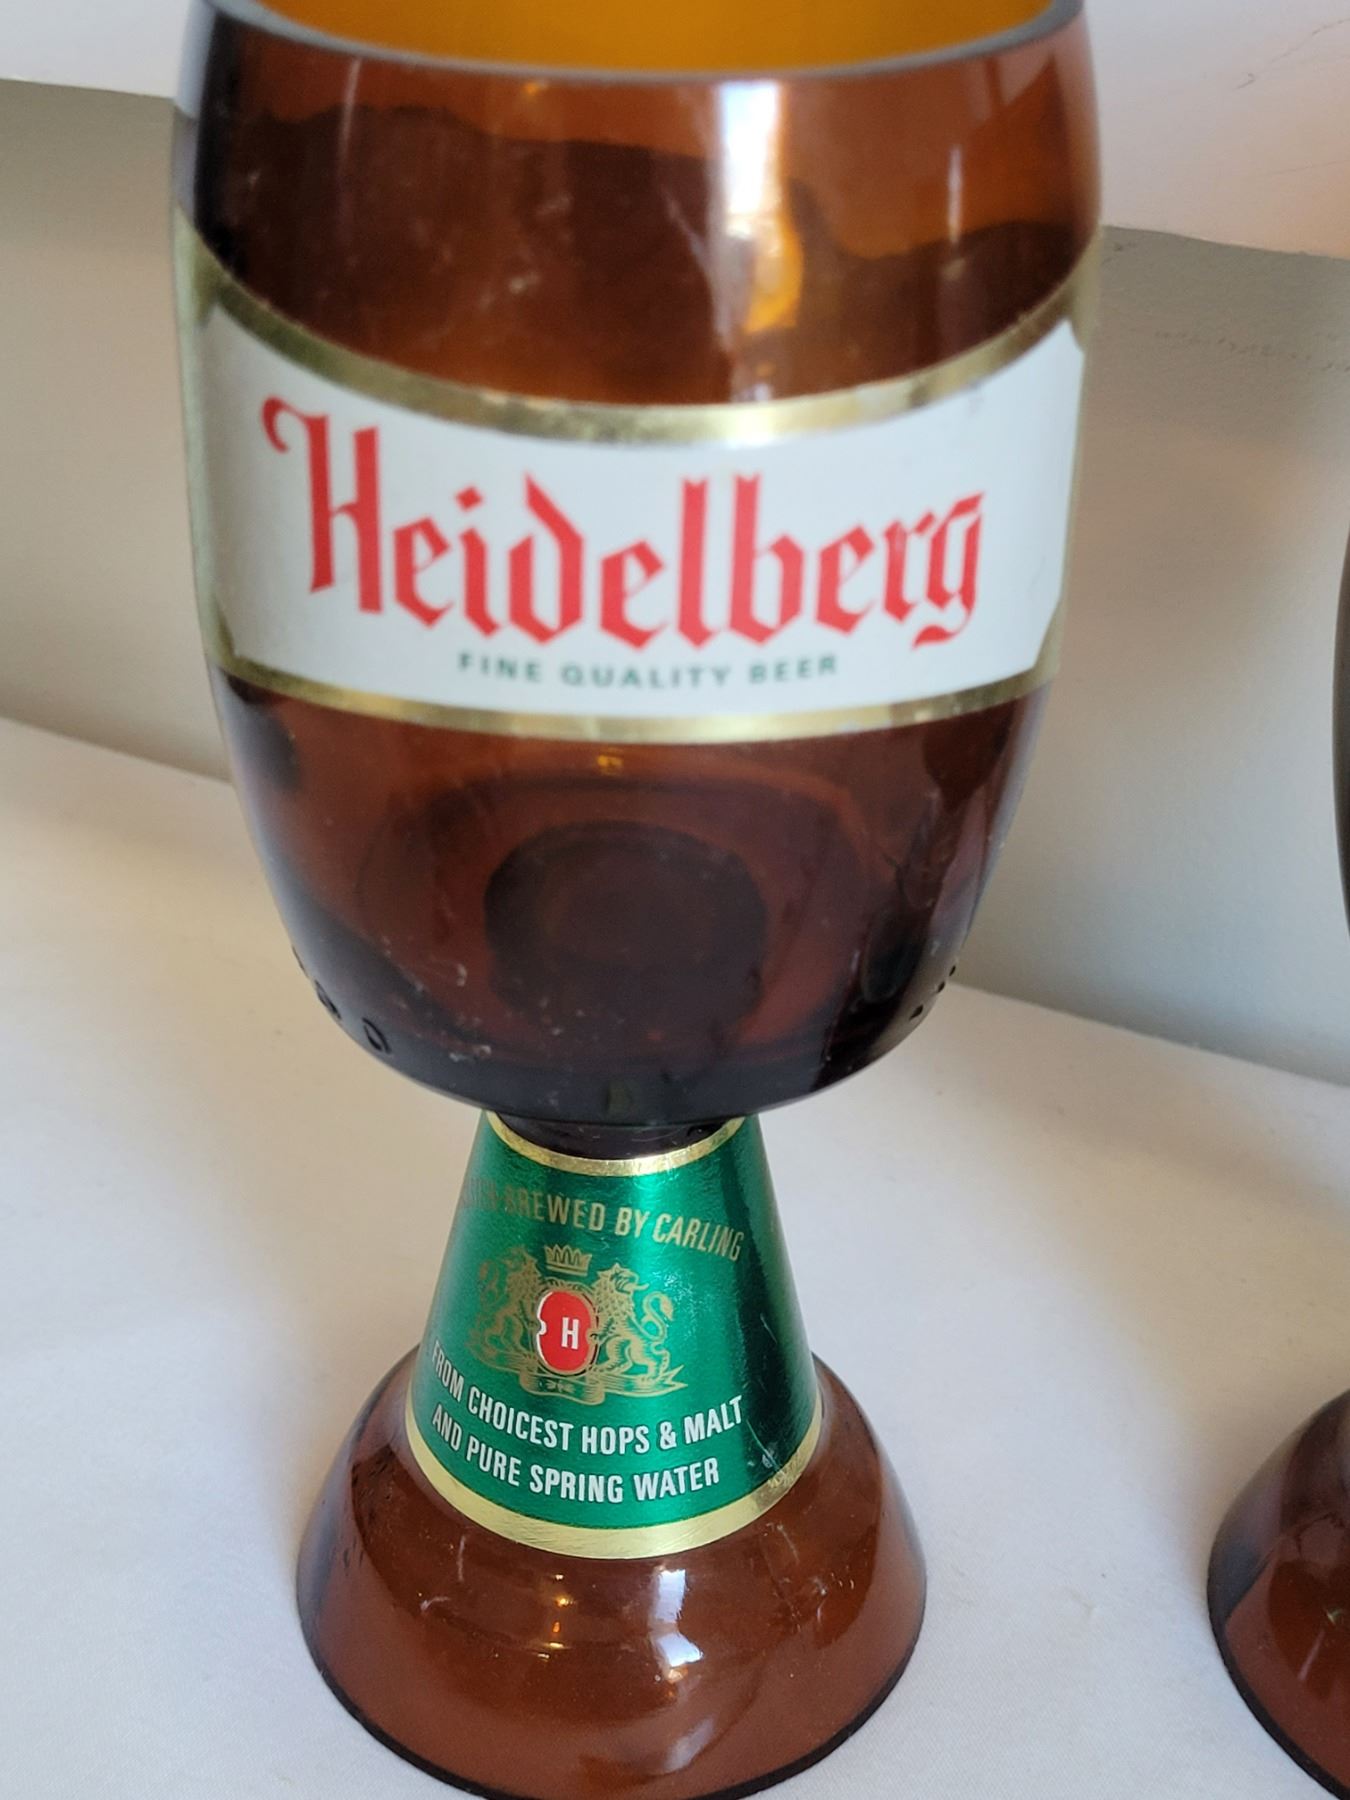 Heidelberg
FINE QUALITY BEER
BREWED BY CARLING
H
FROM CHOICEST HOPS & MALT
AND PURE SPRING WATER